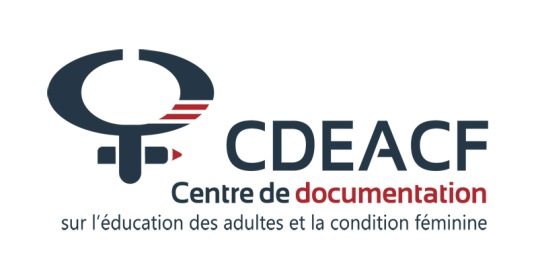 CDEACF
Centre de documentation
sur l'éducation des adultes et la condition féminine